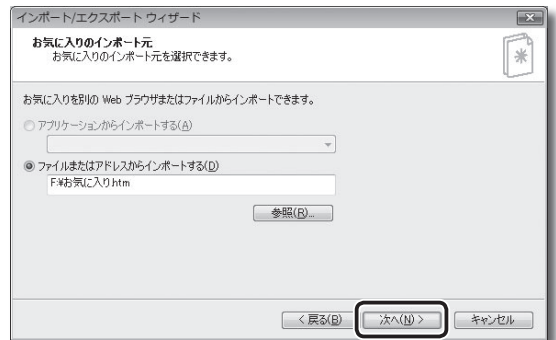 インポート/エクスポート ウィザード
お気に入りのインポート元
お気に入りのインポート元を選択できます。
お気に入りを別の Web ブラウザまたはファイルからインポートできます。
アプリケーションからインポートする(A)
ファイルまたはアドレスからインポートする(D)
F:¥お気に入り.htm
参照(R)...
< 戻る(B)
次へ(N) >
キャンセル